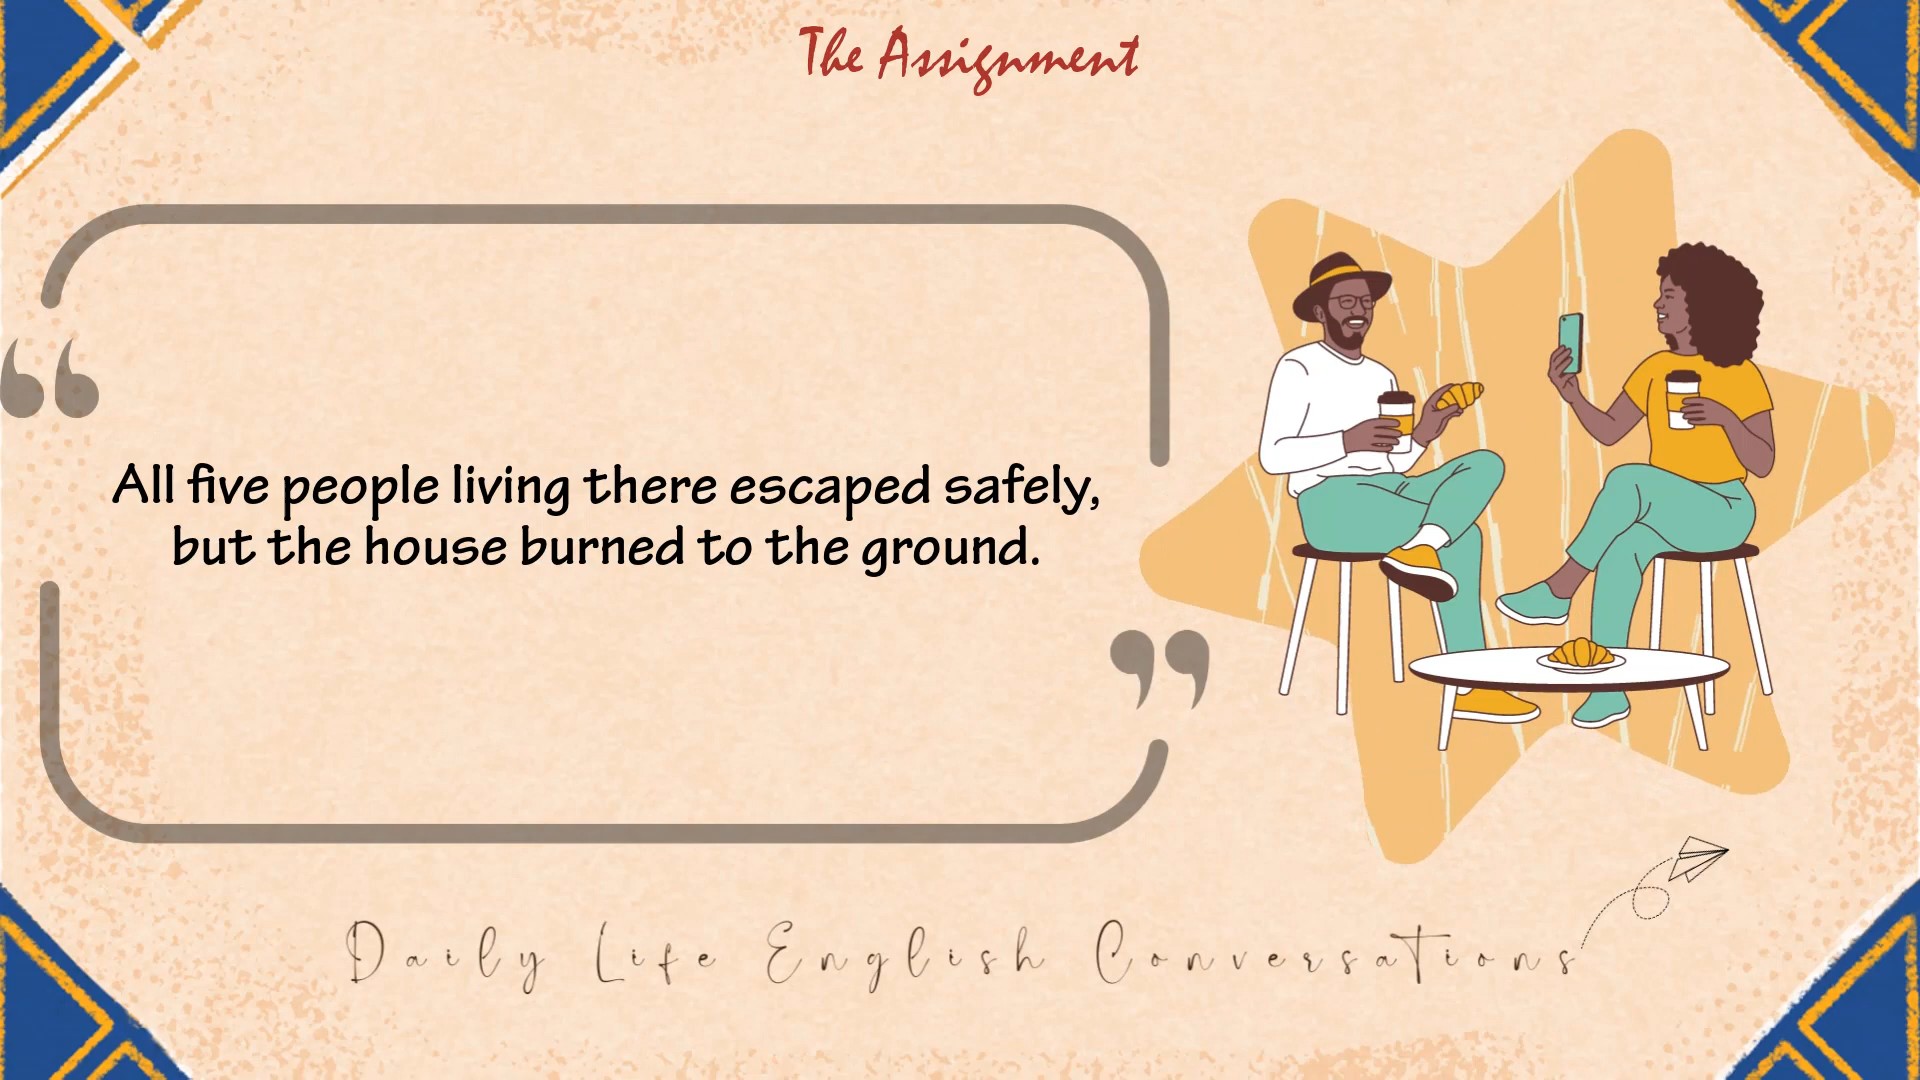 The Assignment
All five people living there escaped safely,
but the house burned to the ground.
Daily Life English Conversations